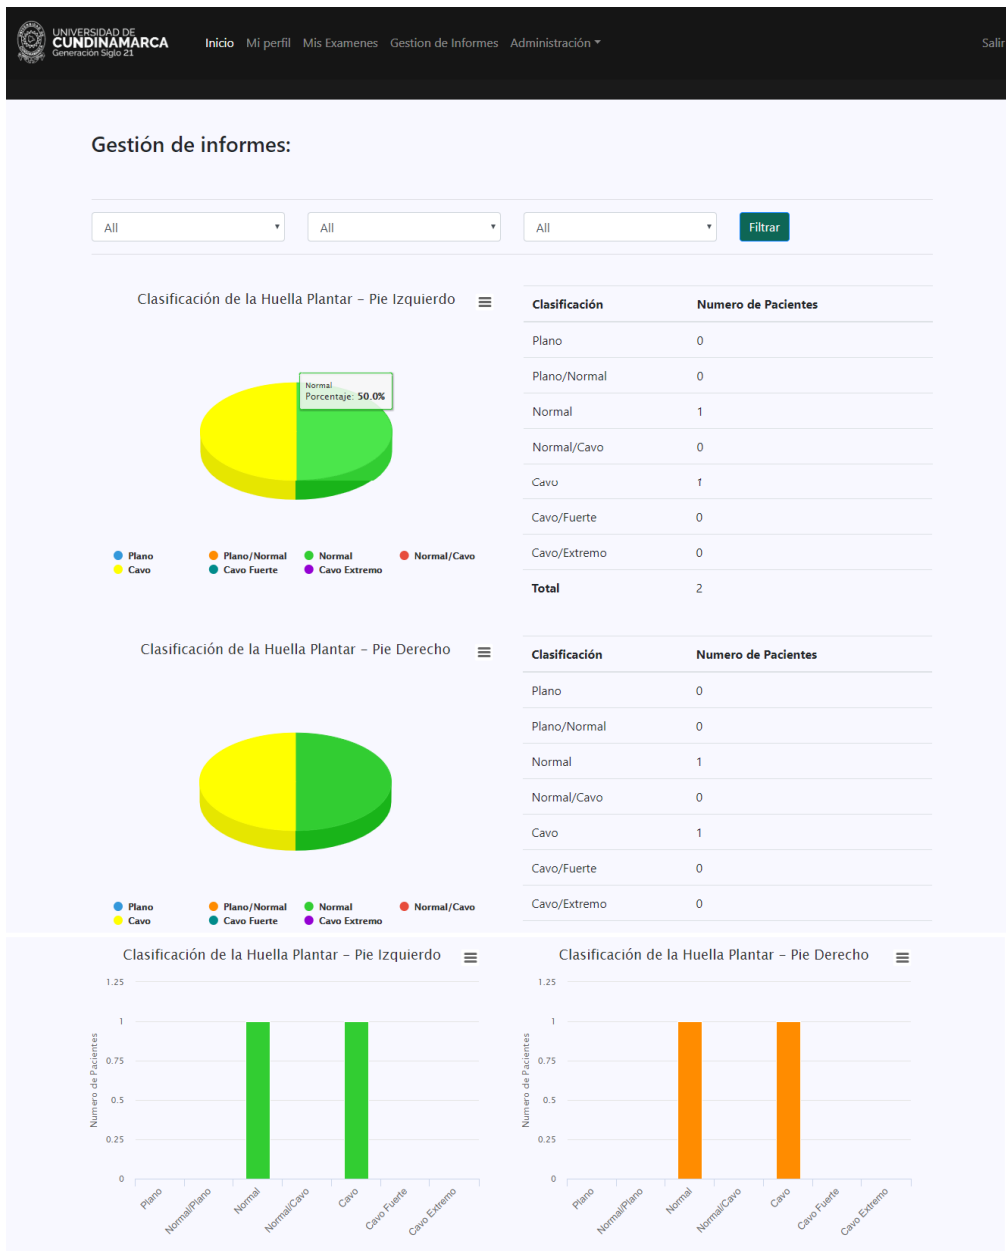 UNIVERSIDAD DE
CUNDINAMARCA
Generación Siglo 21
Inicio Mi perfil Mis Examenes Gestion de Informes Administración Salir
Gestión de informes:
All All All Filtrar
Clasificación de la Huella Plantar - Pie Izquierdo
Normal
Porcentaje: 50.0%
Plano Plano/Normal Normal Normal/Cavo
Cavo Cavo Fuerte Cavo Extremo
Clasificación Numero de Pacientes
Plano 0
Plano/Normal 0
Normal 1
Normal/Cavo 0
Cavo 1
Cavo/Fuerte 0
Cavo/Extremo 0
Total 2
Clasificación de la Huella Plantar - Pie Derecho
Plano Plano/Normal Normal Normal/Cavo
Cavo Cavo Fuerte Cavo Extremo
Clasificación Numero de Pacientes
Plano 0
Plano/Normal 0
Normal 1
Normal/Cavo 0
Cavo 1
Cavo/Fuerte 0
Cavo/Extremo 0
Clasificación de la Huella Plantar - Pie Izquierdo
Numero de Pacientes
1.25
1
0.75
0.5
0.25
0
Plano Normal/Plano Normal Normal/Cavo Cavo Cavo Fuerte Cavo Extremo
Clasificación de la Huella Plantar - Pie Derecho
Numero de Pacientes
1.25
1
0.75
0.5
0.25
0
Plano Normal/Plano Normal Normal/Cavo Cavo Cavo Fuerte Cavo Extremo